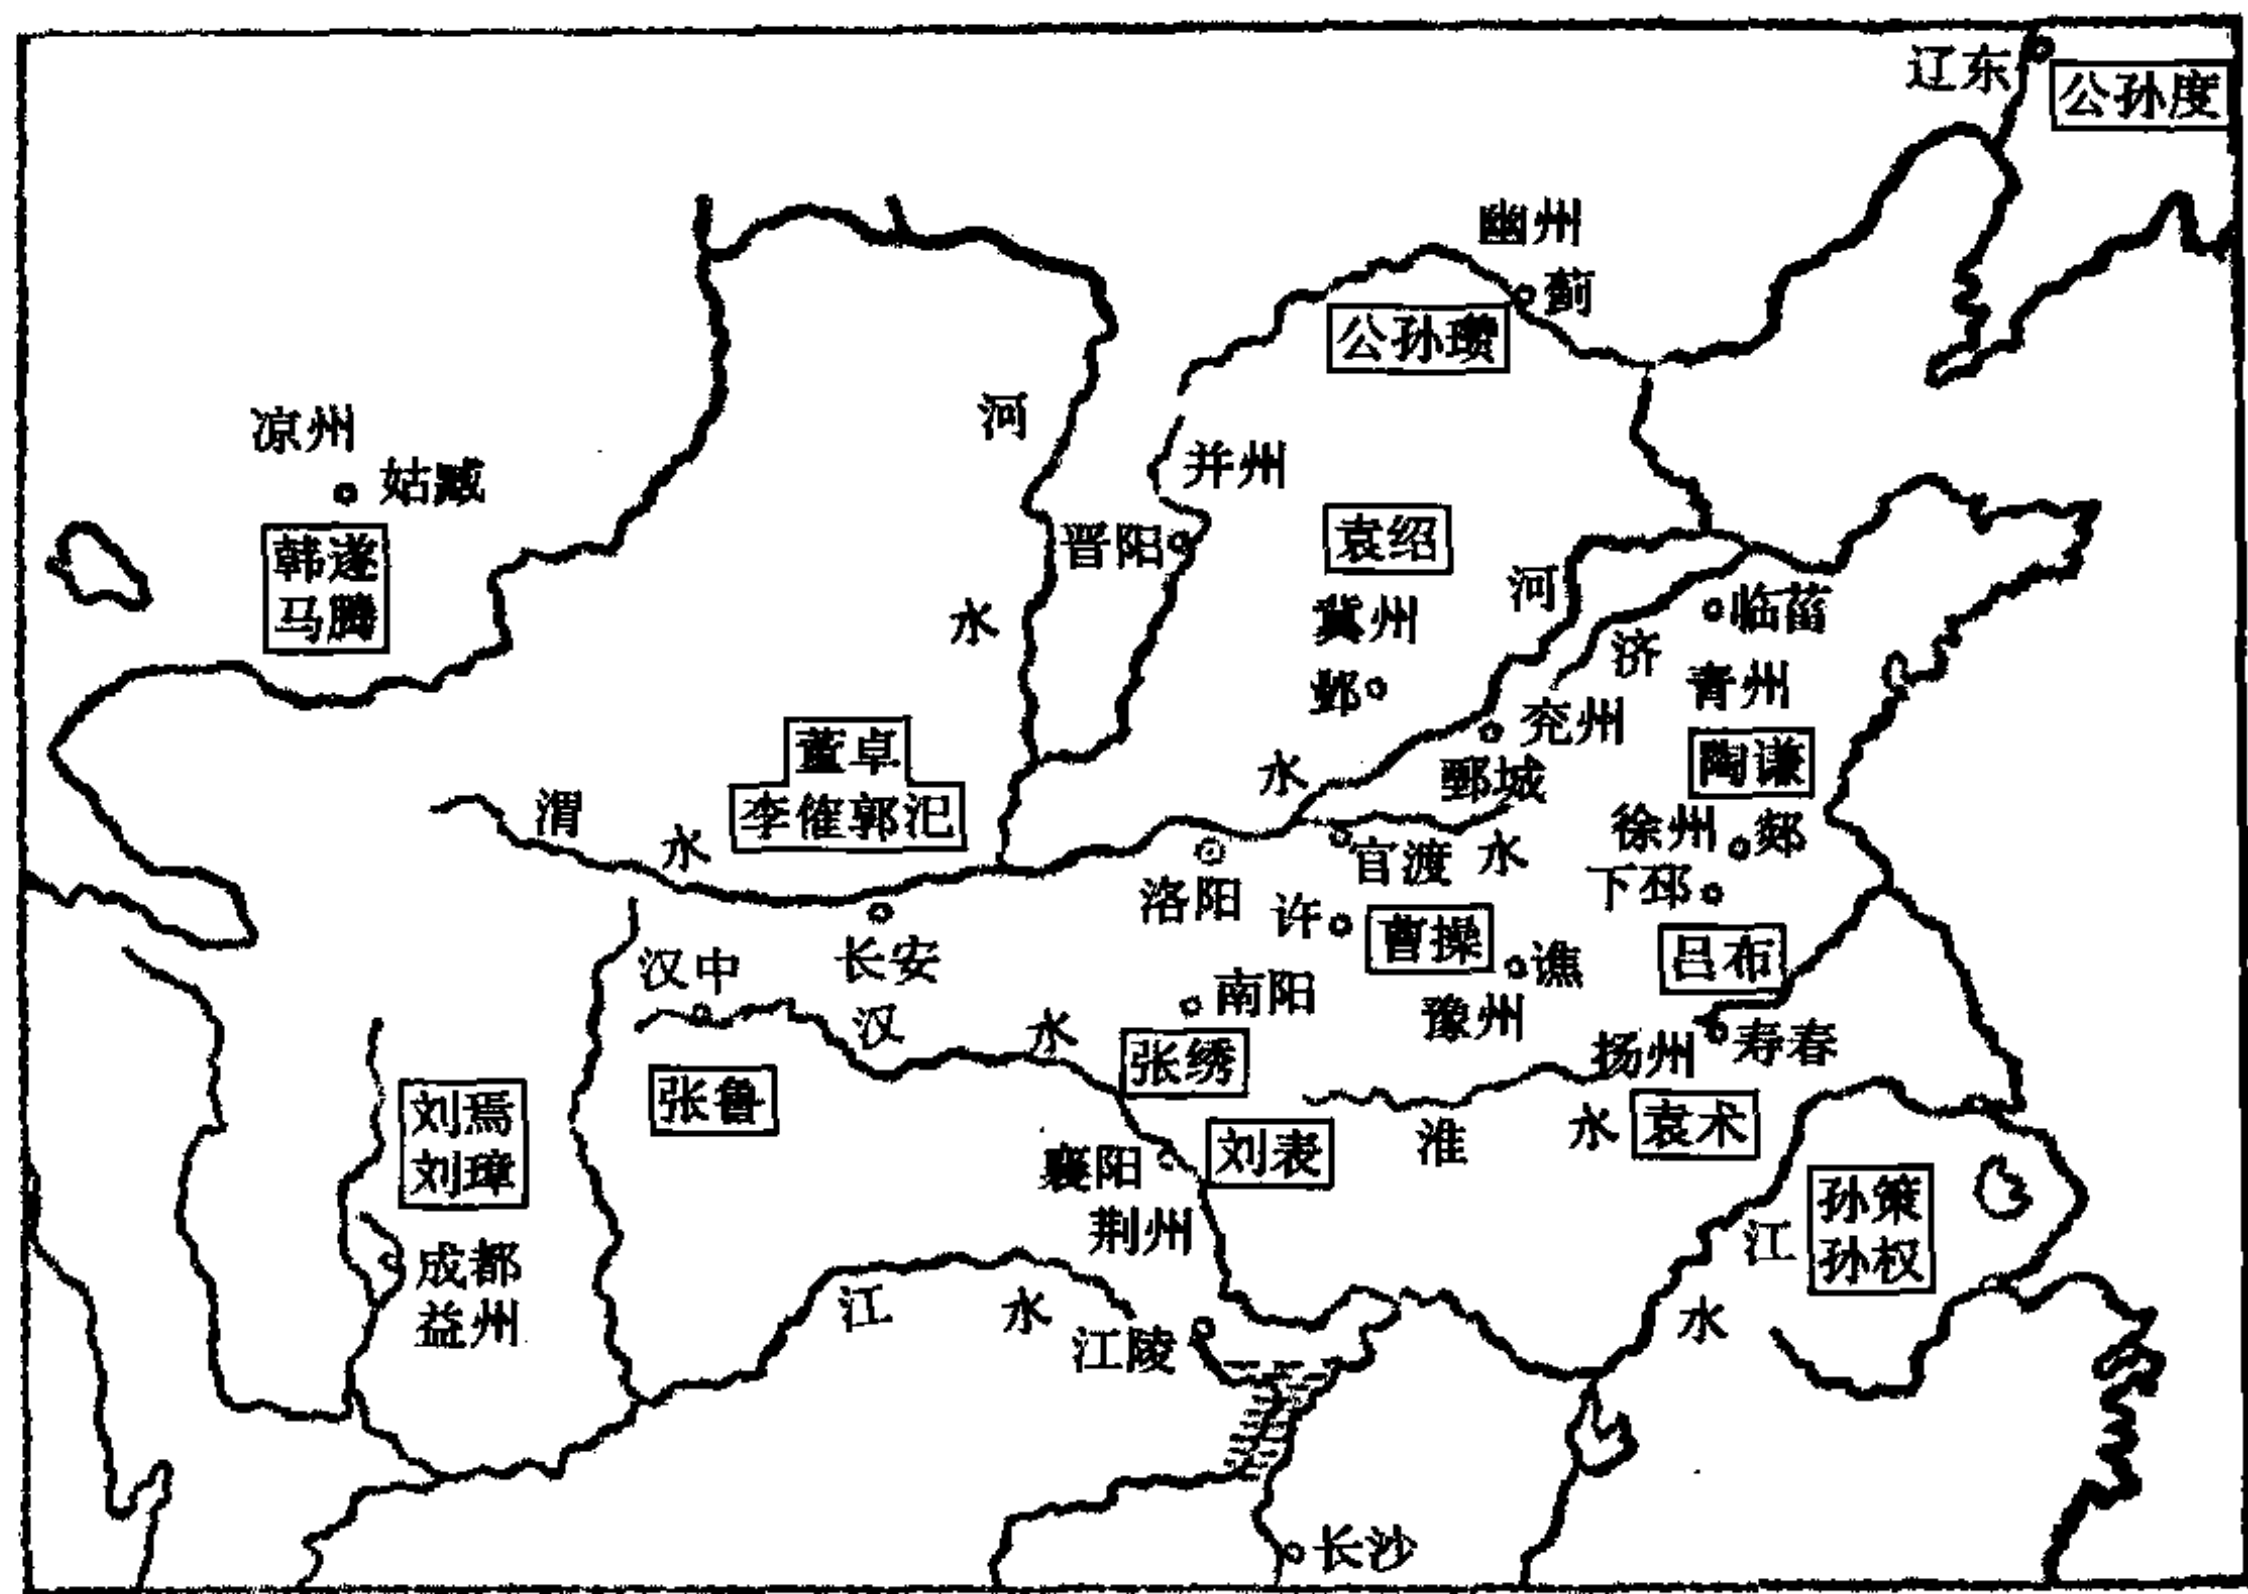 辽东
公孙度
幽州
蓟
公孙瓒
凉州
姑臧
韩遂
马腾
河
水
并州
晋阳
袁绍
冀州
邺
河
水
济
水
临菑
青州
兖州
鄄城
陶谦
徐州
郯
下邳
吕布
董卓
李傕郭汜
渭
水
长安
洛阳
官渡
许
曹操
谯
豫州
南阳
张绣
汉中
汉
水
张鲁
扬州
寿春
袁术
淮
水
刘焉
刘璋
成都
益州
襄阳
荆州
刘表
孙策
孙权
江
水
江
水
江陵
长沙